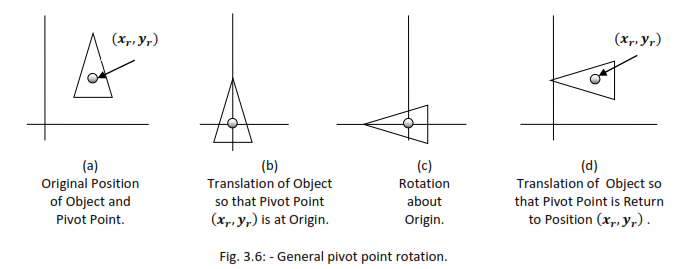 (xr, yr)
(xr, yr)
(a)
Original Position
of Object and
Pivot Point.
(b)
Translation of Object
so that Pivot Point
(xr, yr) is at Origin.
(c)
Rotation
about
Origin.
(d)
Translation of Object so
that Pivot Point is Return
to Position (xr, yr) .
Fig. 3.6: - General pivot point rotation.